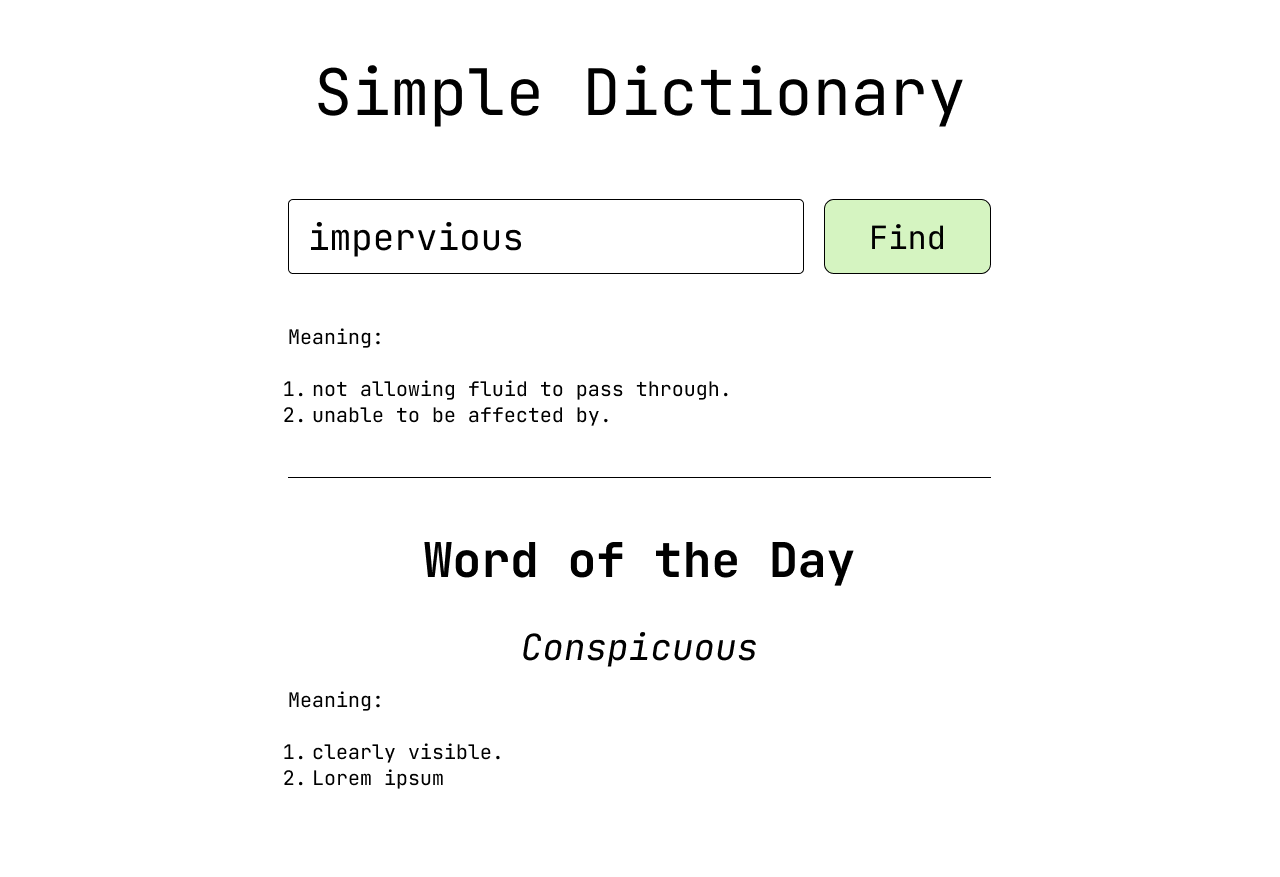 Simple Dictionary
impervious
Find
Meaning:
1. not allowing fluid to pass through.
2. unable to be affected by.
Word of the Day
Conspicuous
Meaning:
1. clearly visible.
2. Lorem ipsum